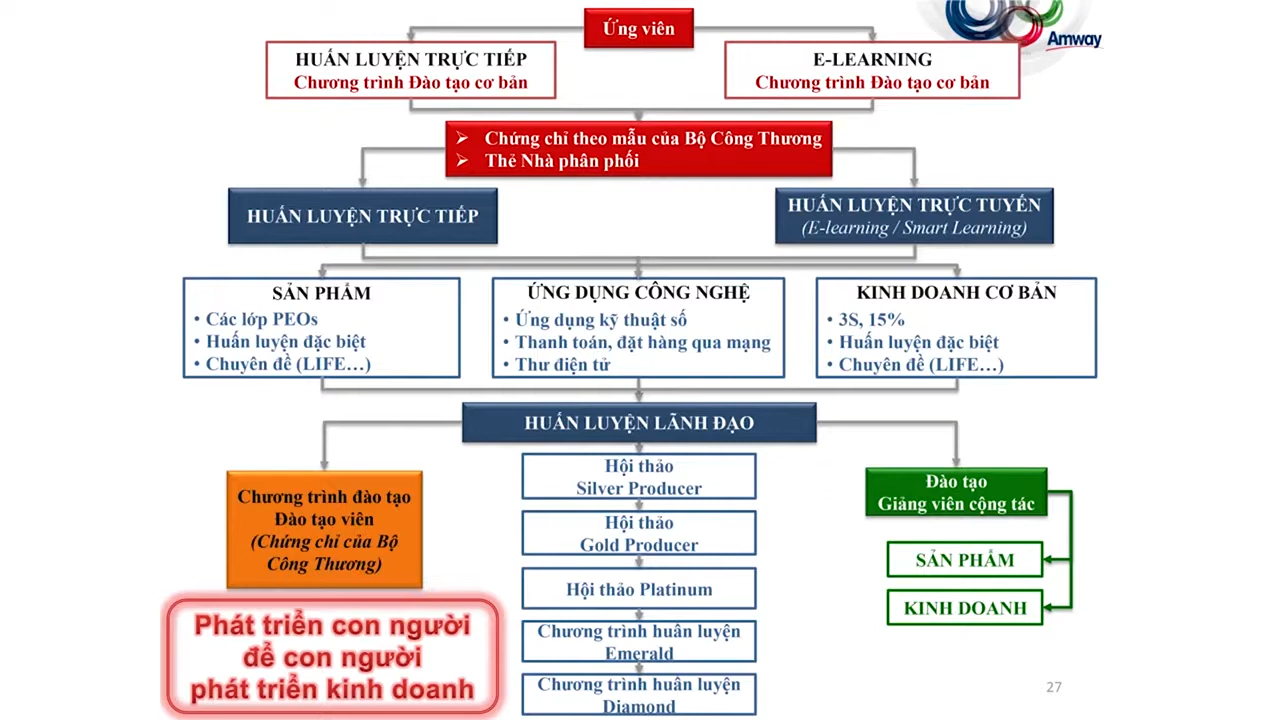 Ứng viên
Amway
HUẤN LUYỆN TRỰC TIẾP
Chương trình Đào tạo cơ bản
E-LEARNING
Chương trình Đào tạo cơ bản
➢ Chứng chỉ theo mẫu của Bộ Công Thương
➢ Thẻ Nhà phân phối
HUẤN LUYỆN TRỰC TIẾP
HUẤN LUYỆN TRỰC TUYẾN
(E-learning / Smart Learning)
SẢN PHẨM
• Các lớp PEOs
• Huấn luyện đặc biệt
• Chuyên đề (LIFE…)
ỨNG DỤNG CÔNG NGHỆ
• Ứng dụng kỹ thuật số
• Thanh toán, đặt hàng qua mạng
• Thư điện tử
KINH DOANH CƠ BẢN
• 3S, 15%
• Huấn luyện đặc biệt
• Chuyên đề (LIFE…)
HUẤN LUYỆN LÃNH ĐẠO
Chương trình đào tạo
Đào tạo viên
(Chứng chỉ của Bộ
Công Thương)
Hội thảo
Silver Producer
Hội thảo
Gold Producer
Hội thảo Platinum
Chương trình huân luyện
Emerald
Chương trình huân luyện
Diamond
Đào tạo
Giảng viên cộng tác
SẢN PHẨM
KINH DOANH
Phát triển con người
để con người
phát triển kinh doanh
27